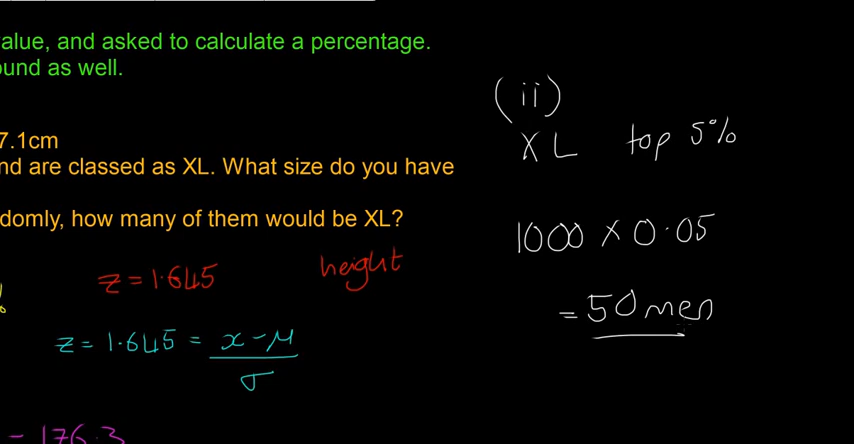 alue, and asked to calculate a percentage.
ound as well.
7.1cm
nd are classed as XL. What size do you have
domly, how many of them would be XL?
z = 1.645
height
z = 1.645 = x - μ / σ
- 176.3
(ii)
XL top 5%
1000 × 0.05
= 50 men